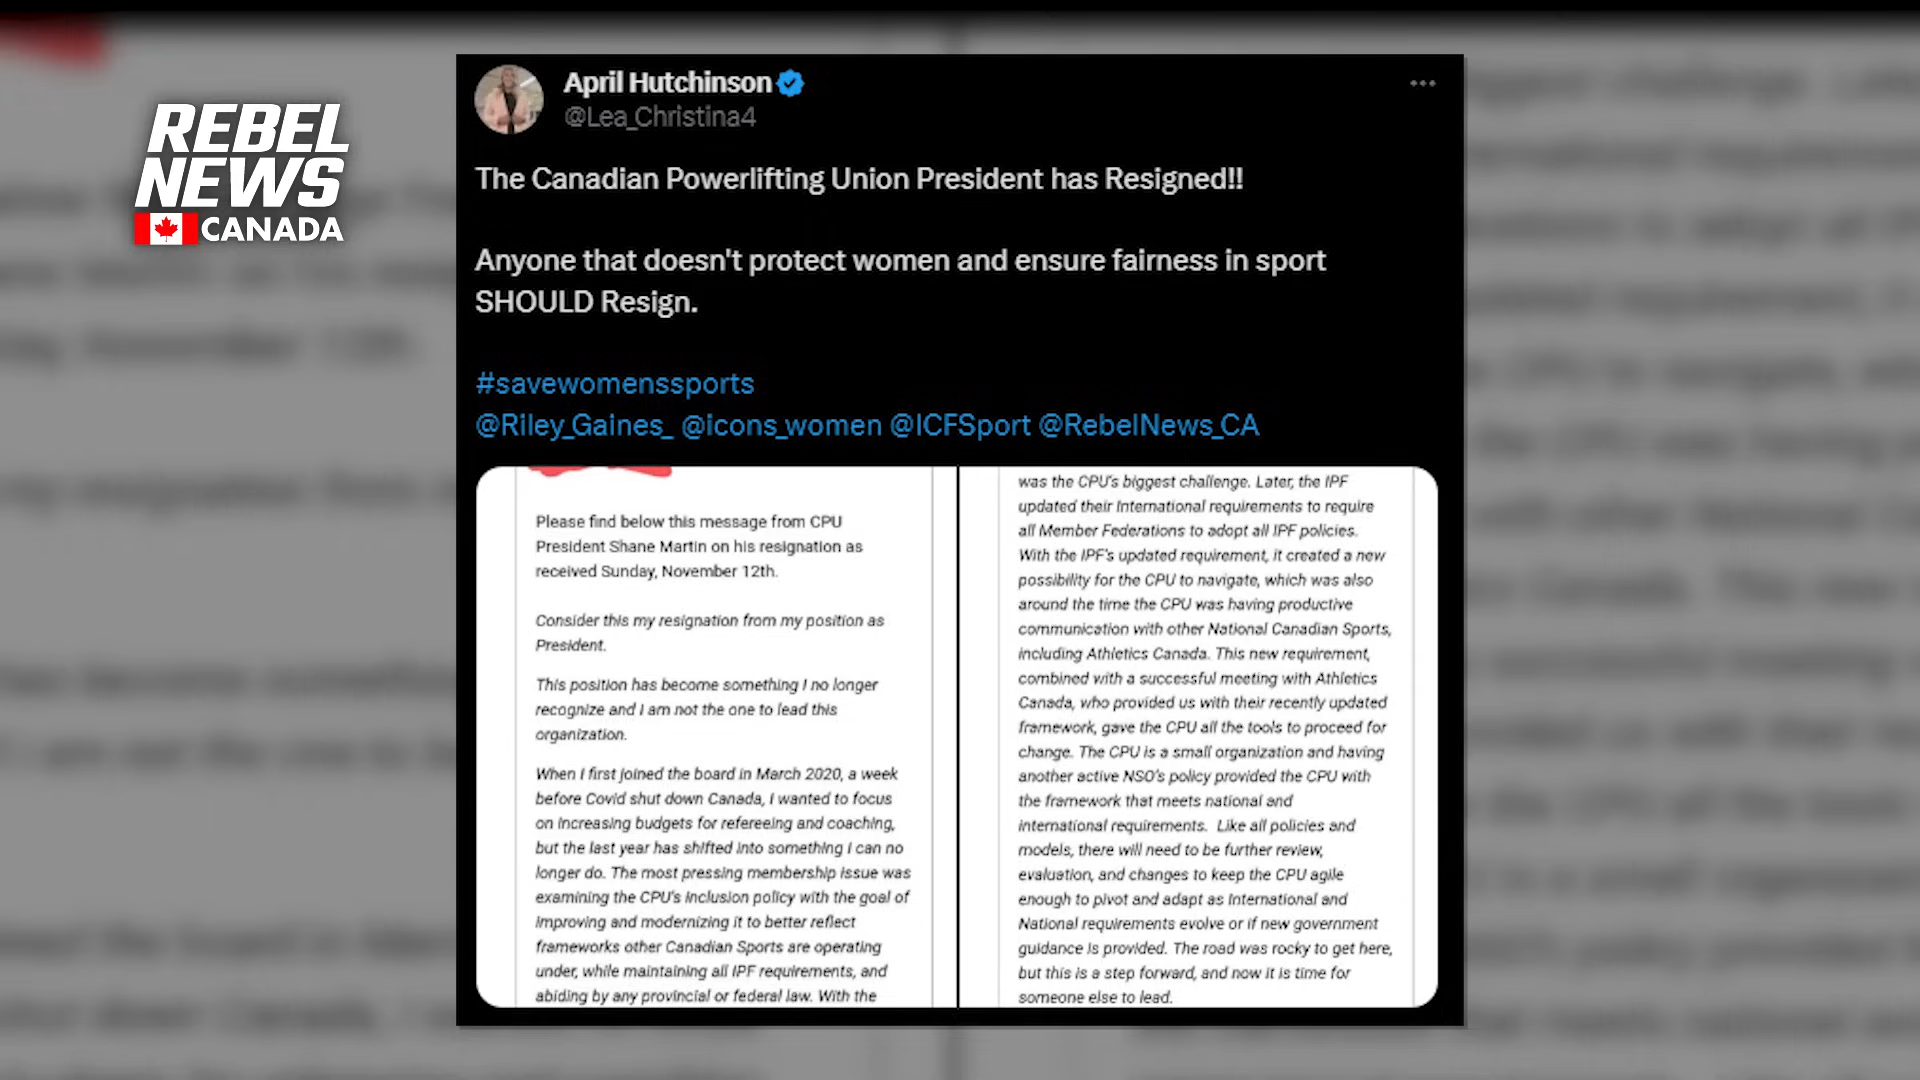 REBEL
NEWS
CANADA
April Hutchinson
@Lea_Christina4
The Canadian Powerlifting Union President has Resigned!!
Anyone that doesn't protect women and ensure fairness in sport
SHOULD Resign.
#savewomenssports
@Riley_Gaines_ @icons_women @ICFSport @RebelNews_CA
Please find below this message from CPU
President Shane Martin on his resignation as
received Sunday, November 12th.
Consider this my resignation from my position as
President.
This position has become something I no longer
recognize and I am not the one to lead this
organization.
When I first joined the board in March 2020, a week
before Covid shut down Canada, I wanted to focus
on increasing budgets for refereeing and coaching,
but the last year has shifted into something I can no
longer do. The most pressing membership issue was
examining the CPU's Inclusion policy with the goal of
improving and modernizing it to better reflect
frameworks other Canadian Sports are operating
under, while maintaining all IPF requirements, and
abiding by any provincial or federal law. With the
was the CPU's biggest challenge. Later, the IPF
updated their International requirements to require
all Member Federations to adopt all IPF policies.
With the IPF's updated requirement, it created a new
possibility for the CPU to navigate, which was also
around the time the CPU was having productive
communication with other National Canadian Sports,
including Athletics Canada. This new requirement,
combined with a successful meeting with Athletics
Canada, who provided us with their recently updated
framework, gave the CPU all the tools to proceed for
change. The CPU is a small organization and having
another active NSO's policy provided the CPU with
the framework that meets national and
international requirements. Like all policies and
models, there will need to be further review,
evaluation, and changes to keep the CPU agile
enough to pivot and adapt as International and
National requirements evolve or if new government
guidance is provided. The road was rocky to get here,
but this is a step forward, and now it is time for
someone else to lead.